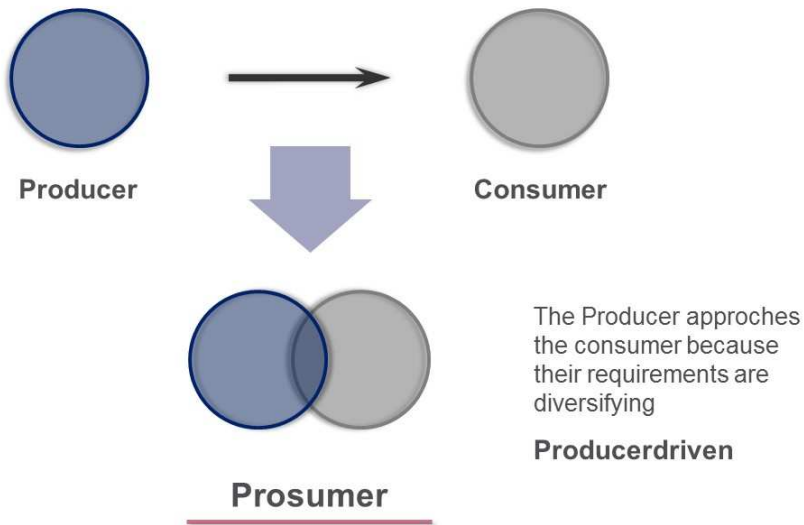 Producer
Consumer
The Producer approches
the consumer because
their requirements are
diversifying
Producerdriven
Prosumer